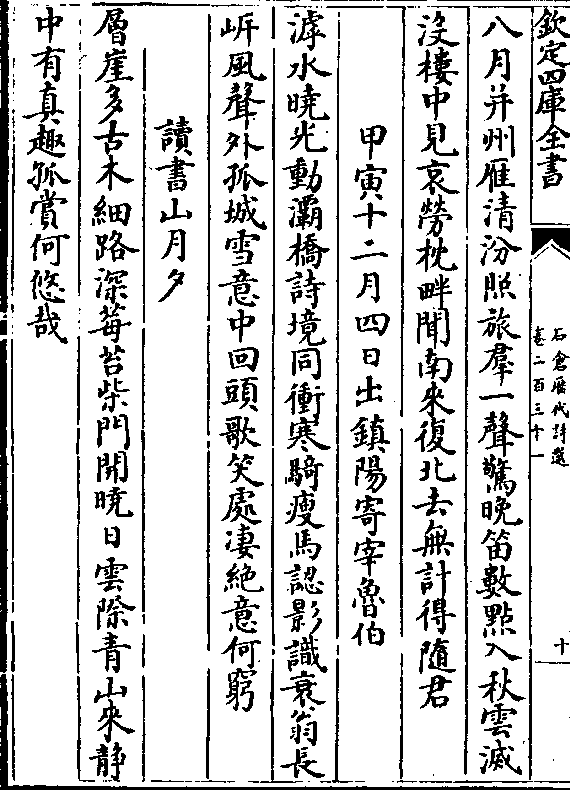 欽定四庫全書
石倉歷代詩選
卷二百三十一
十
八月并州雁清汾照旅羣一聲驚晚笛數點入秋雲滅
沒樓中見哀勞枕畔聞南來復北去無計得隨君
甲寅十二月四日出鎮陽寄宰魯伯
滹水曉光動灞橋詩境同衝寒騎瘦馬認影識衰翁長
岍風聲外孤城雪意中回頭歌笑處凄絶意何窮
讀書山月夕
層崖多古木細路深莓苔柴門開曉日雲際青山來靜
中有真趣孤賞何悠哉